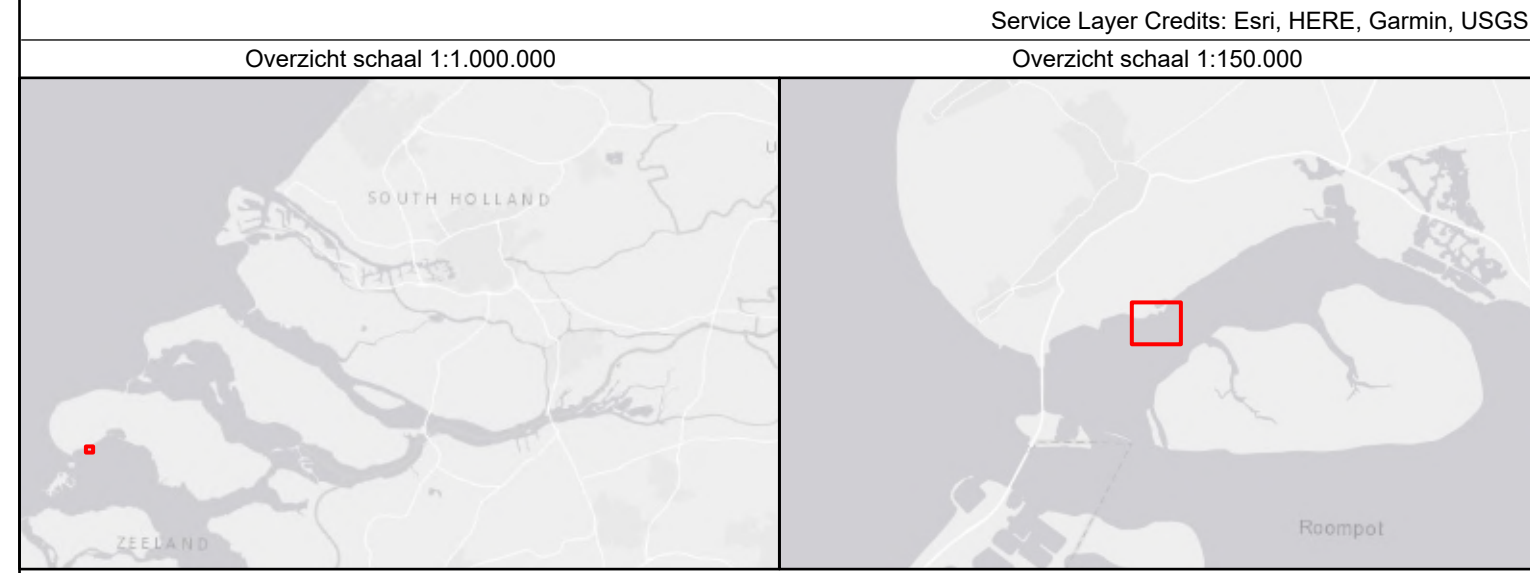 Service Layer Credits: Esri, HERE, Garmin, USGS
Overzicht schaal 1:1.000.000
Overzicht schaal 1:150.000
U
SOUTH HOLLAND
ZEELAND
Roompot